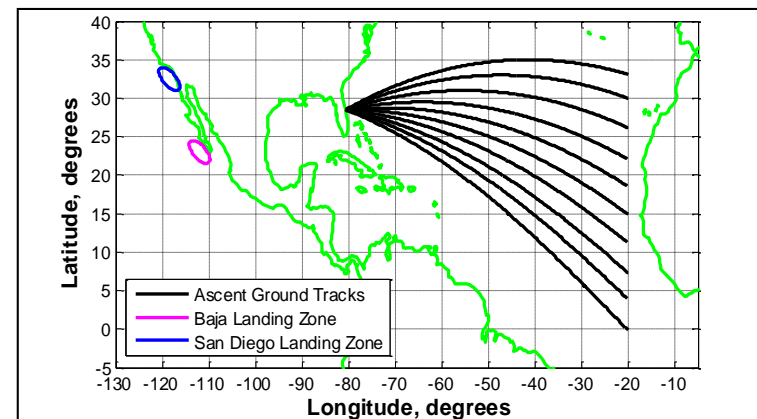 40
35
30
25
20
15
10
5
0
-5
Latitude, degrees
Ascent Ground Tracks
Baja Landing Zone
San Diego Landing Zone
-130 -120 -110 -100 -90 -80 -70 -60 -50 -40 -30 -20 -10
Longitude, degrees